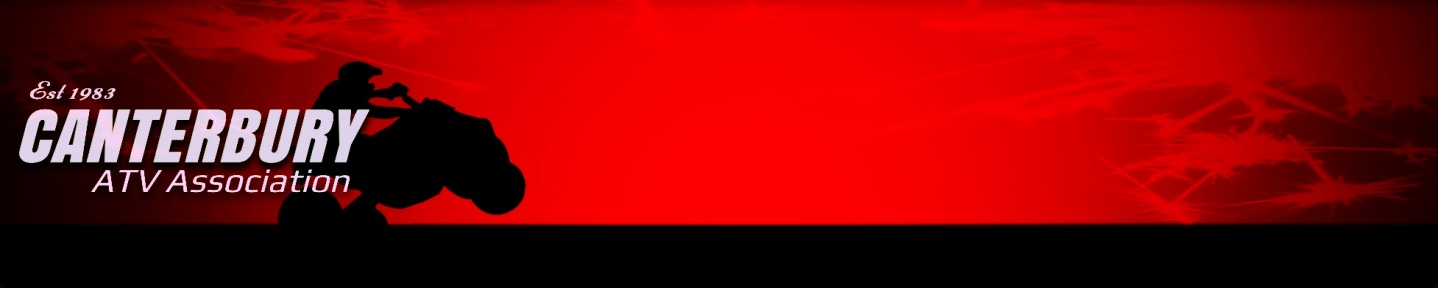 Est 1983
CANTERBURY
ATV Association